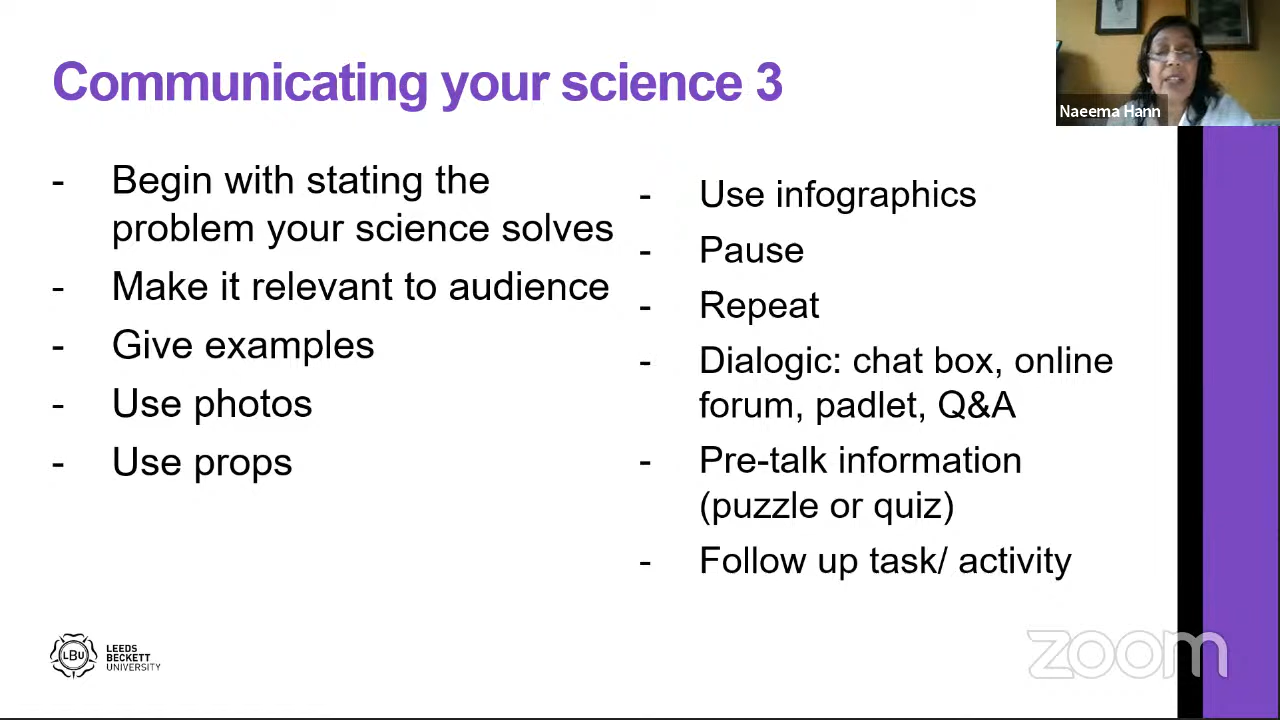 Communicating your science 3
Naeema Hann
- Begin with stating the
problem your science solves
- Make it relevant to audience
- Give examples
- Use photos
- Use props
- Use infographics
- Pause
- Repeat
- Dialogic: chat box, online
forum, padlet, Q&A
- Pre-talk information
(puzzle or quiz)
- Follow up task/ activity
LBU
LEEDS
BECKETT
UNIVERSITY
zoom